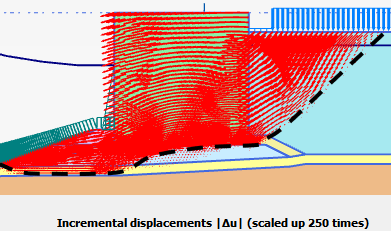 Incremental displacements |Δu| (scaled up 250 times)